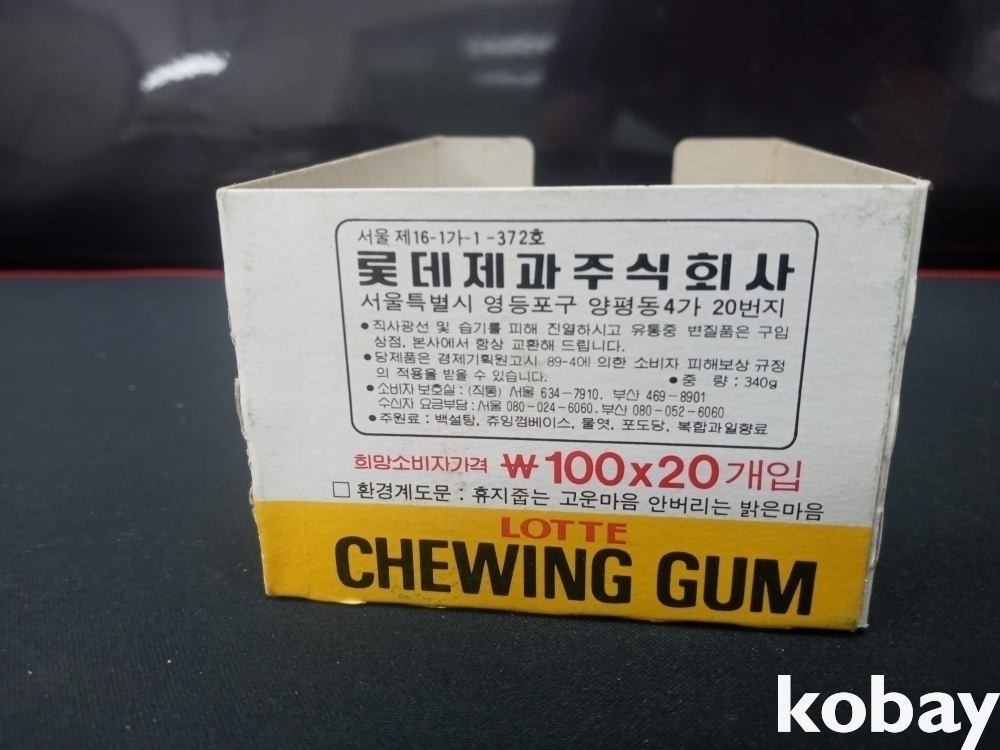 서울 제16-1가-1-372호
롯데제과주식회사
서울특별시 영등포구 양평동4가 20번지
●직사광선 및 습기를 피해 진열하시고 유통중 변질품은 구입
상점, 본사에서 항상 교환해 드립니다.
●당제품은 경제기획원고시 89-4에 의한 소비자 피해보상 규정
의 적용을 받을 수 있습니다. ●중 량 : 340g
●소비자 보호실 : (직통) 서울 634-7910, 부산 469-8901
수신자 요금부담 : 서울 080-024-6060, 부산 080-052-6060
●주원료 : 백설탕, 츄잉껌베이스, 물엿, 포도당, 복합과일향료
희망소비자가격 ₩100x20개입
□ 환경계도문 : 휴지줍는 고운마음 안버리는 밝은마음
LOTTE
CHEWING GUM
kobay